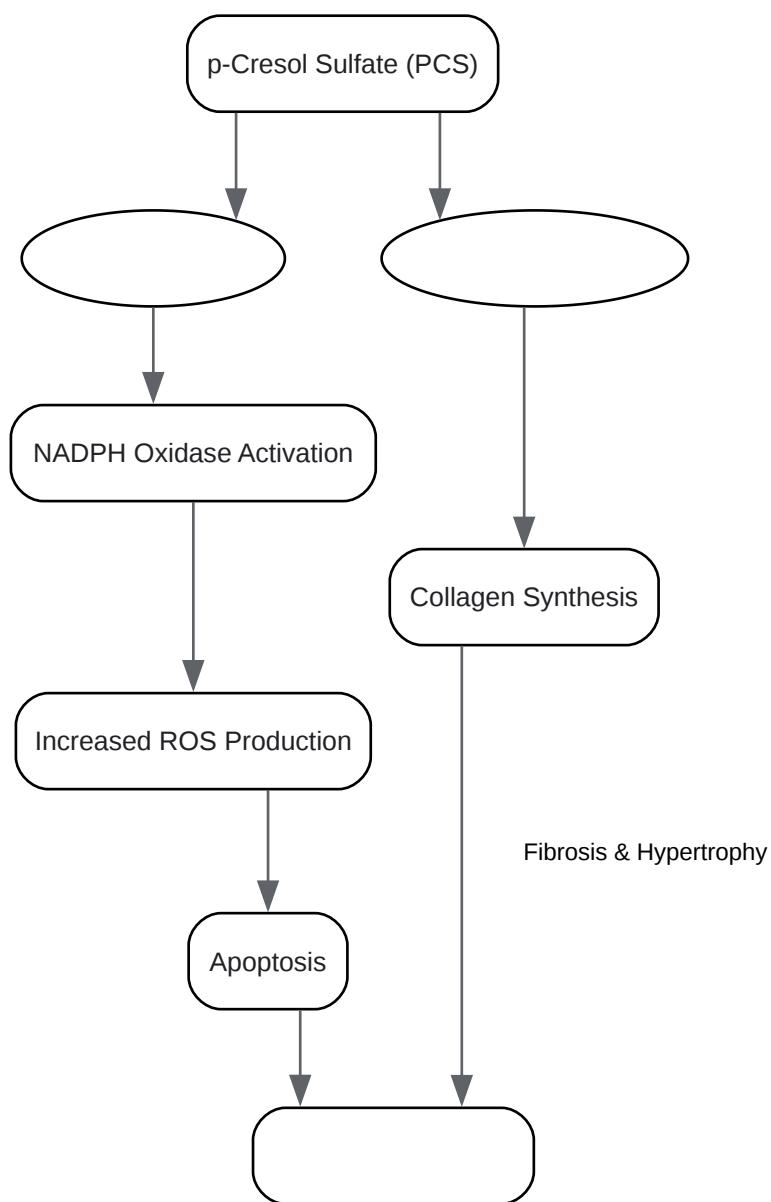 p-Cresol Sulfate (PCS)
NADPH Oxidase Activation
Collagen Synthesis
Increased ROS Production
Fibrosis & Hypertrophy
Apoptosis